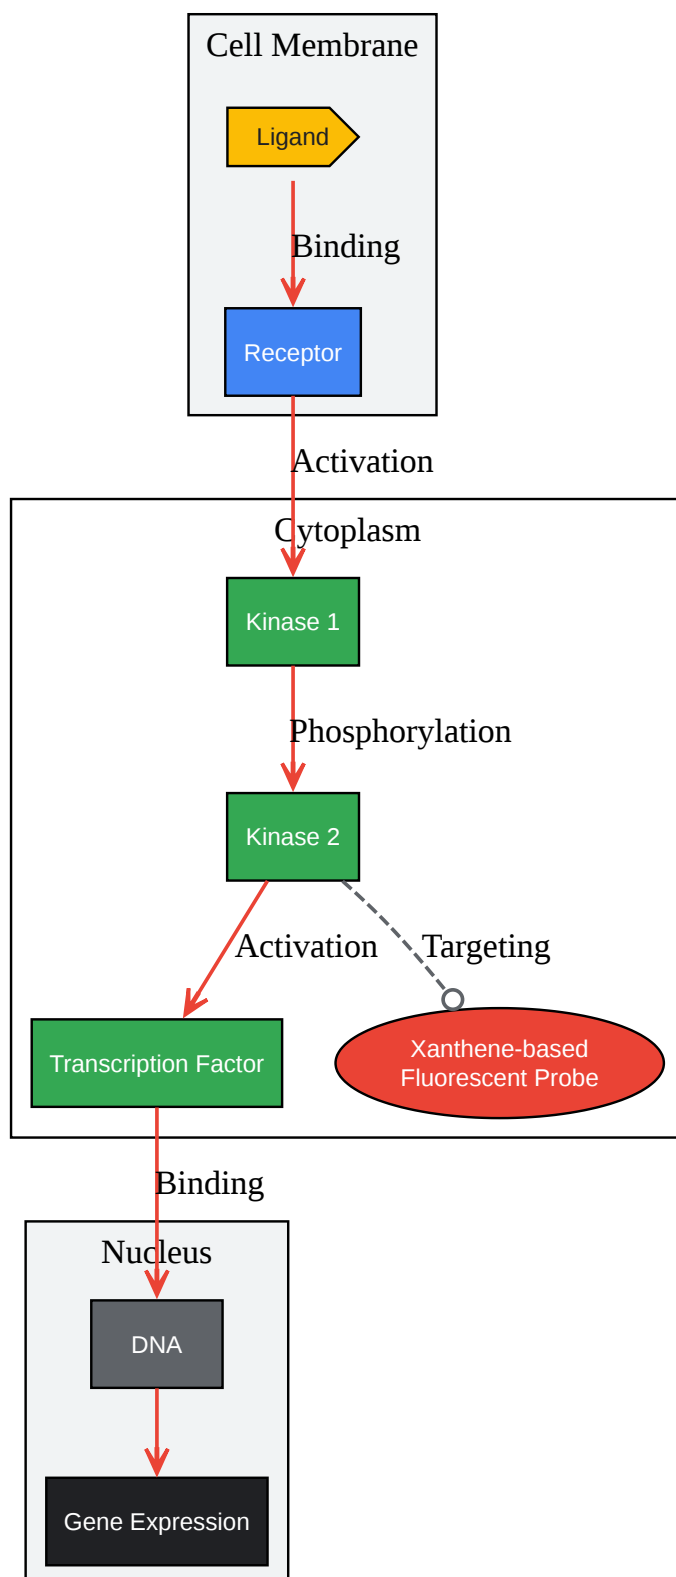 Cell Membrane
Ligand
Binding
Receptor
Activation
Cytoplasm
Kinase 1
Phosphorylation
Kinase 2
Activation
Targeting
Transcription Factor
Xanthene-based
Fluorescent Probe
Binding
Nucleus
DNA
Gene Expression